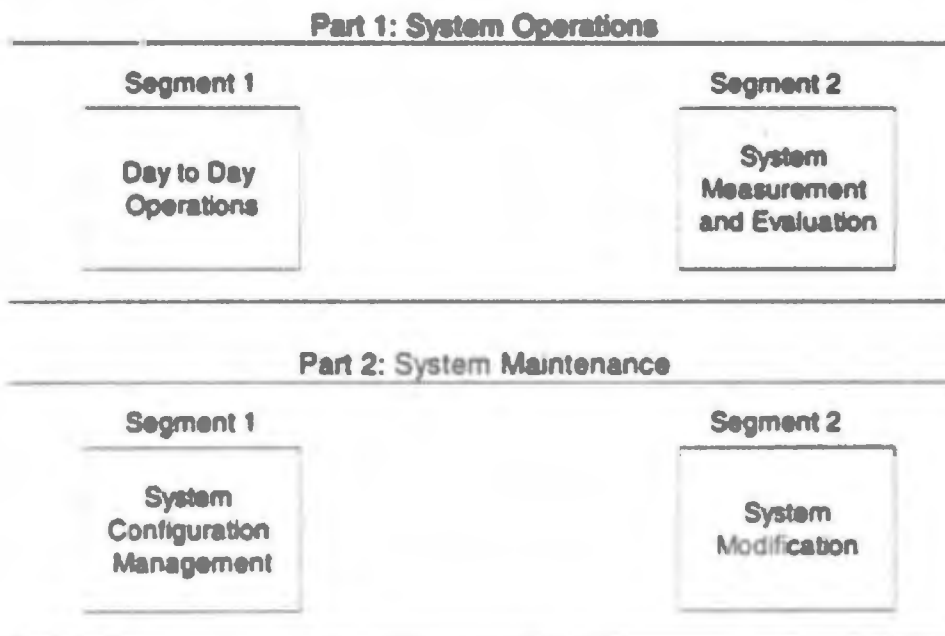 Part 1: System Operations
Segment 1
Segment 2
Day to Day
Operations
System
Measurement
and Evaluation
Part 2: System Maintenance
Segment 1
Segment 2
System
Configuration
Management
System
Modification